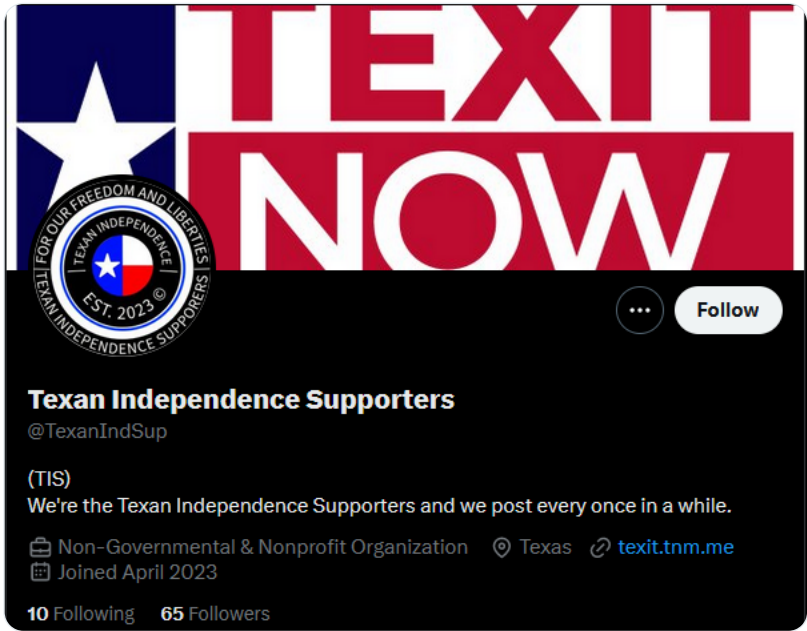 TEXIT
NOW
FOR OUR FREEDOM AND LIBERTIES
TEXAN INDEPENDENCE
EST. 2023 ©
TEXAN INDEPENDENCE SUPPORERS
Follow
Texan Independence Supporters
@TexanIndSup
(TIS)
We're the Texan Independence Supporters and we post every once in a while.
Non-Governmental & Nonprofit Organization Texas texit.tnm.me
Joined April 2023
10 Following 65 Followers